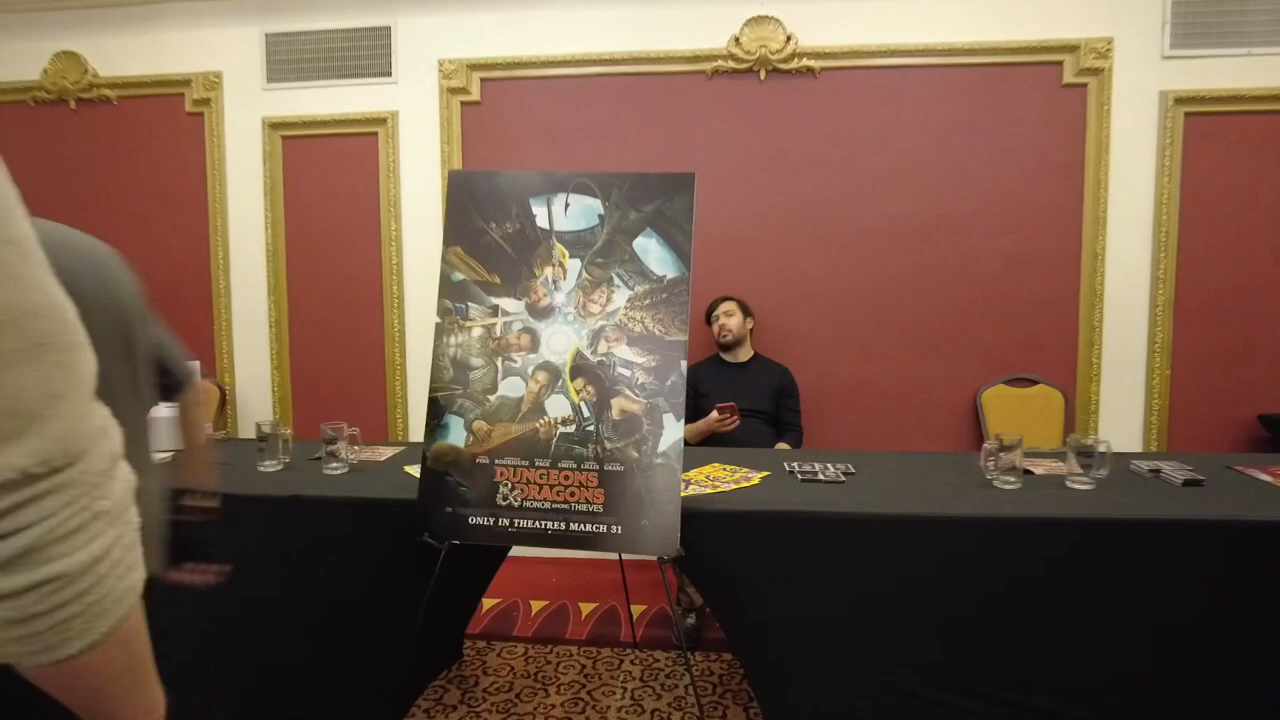 PINE RODRIGUEZ PAGE SMITH LILLIS GRANT
DUNGEONS
& DRAGONS
HONOR AMONG THIEVES
ONLY IN THEATRES MARCH 31